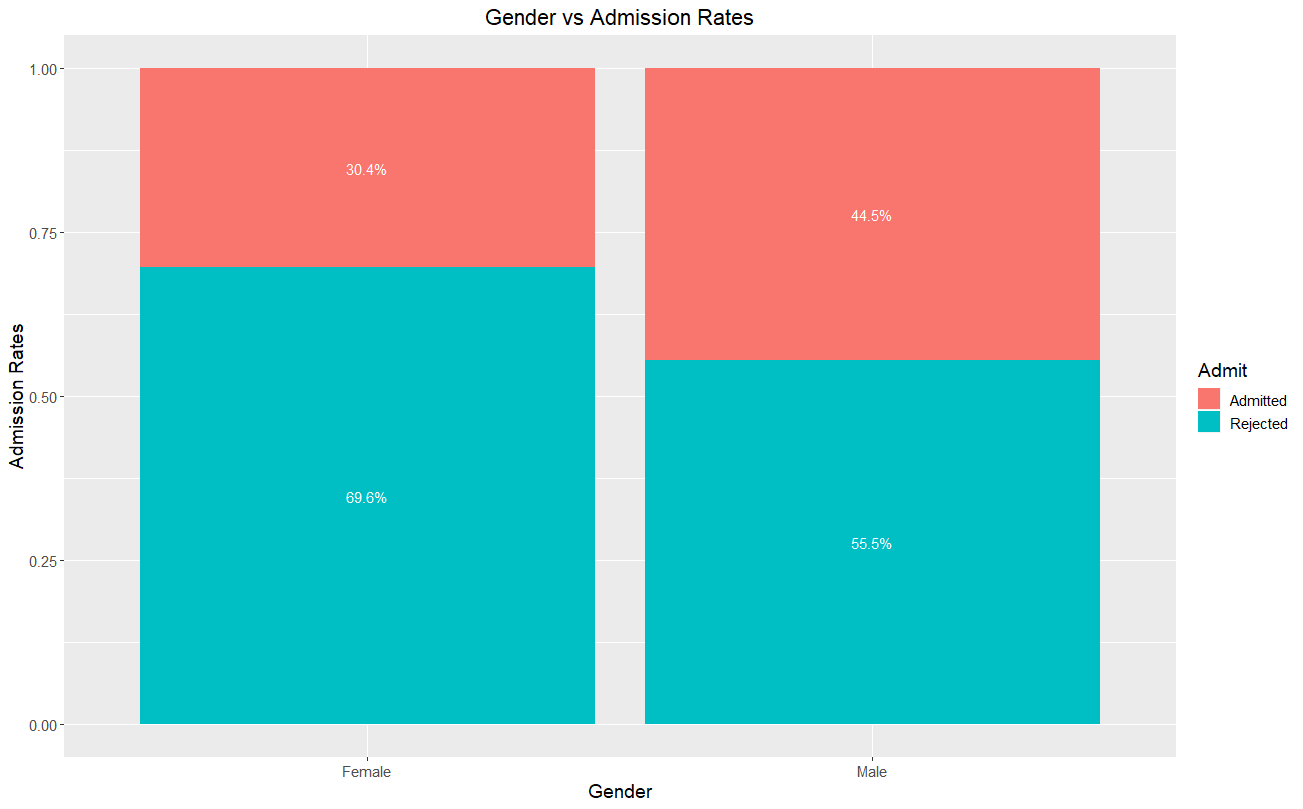 Gender vs Admission Rates
Admission Rates
1.00
0.75
0.50
0.25
0.00
30.4%
69.6%
44.5%
55.5%
Female
Male
Gender
Admit
Admitted
Rejected